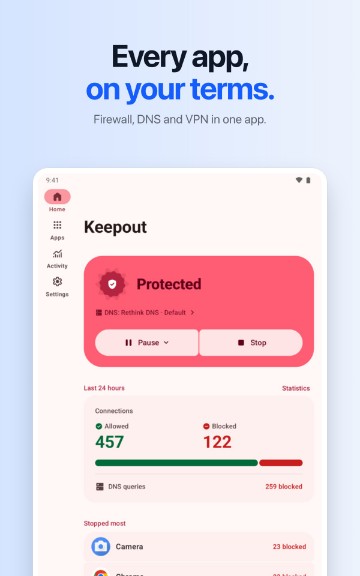 Every app,
on your terms.
Firewall, DNS and VPN in one app.
9:41
Home
Keepout
Apps
Activity
Settings
Protected
DNS: Rethink DNS · Default
Pause
Stop
Last 24 hours
Statistics
Connections
Allowed
Blocked
457
122
DNS queries
259 blocked
Stopped most
Camera
23 blocked